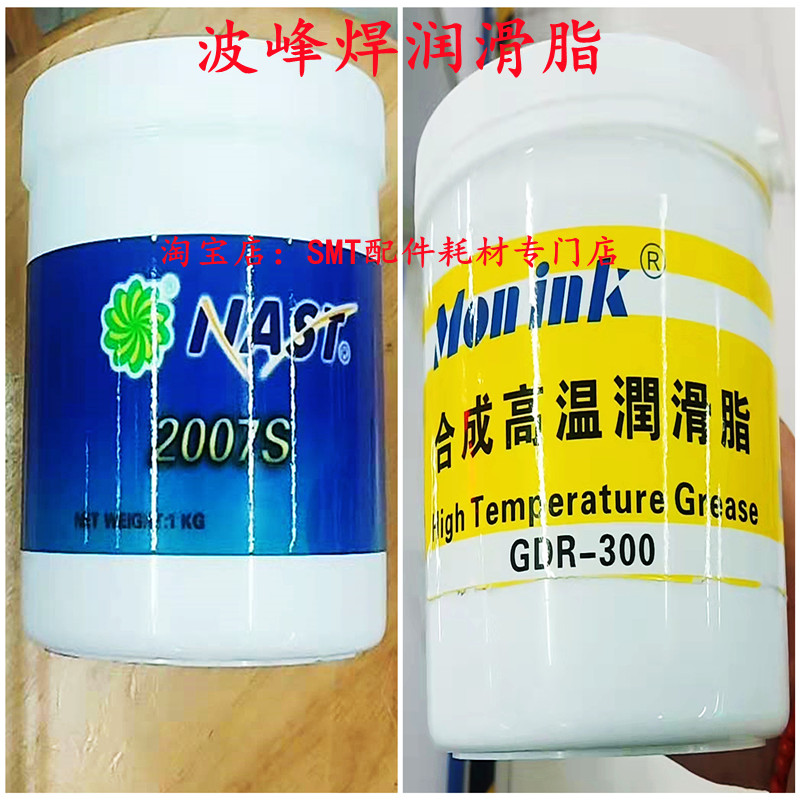 波峰焊润滑脂
淘宝店：SMT配件耗材专门店
NAST
2007S
NET WEIGHT:1 KG
Monink®
合成高温潤滑脂
High Temperature Grease
GDR-300